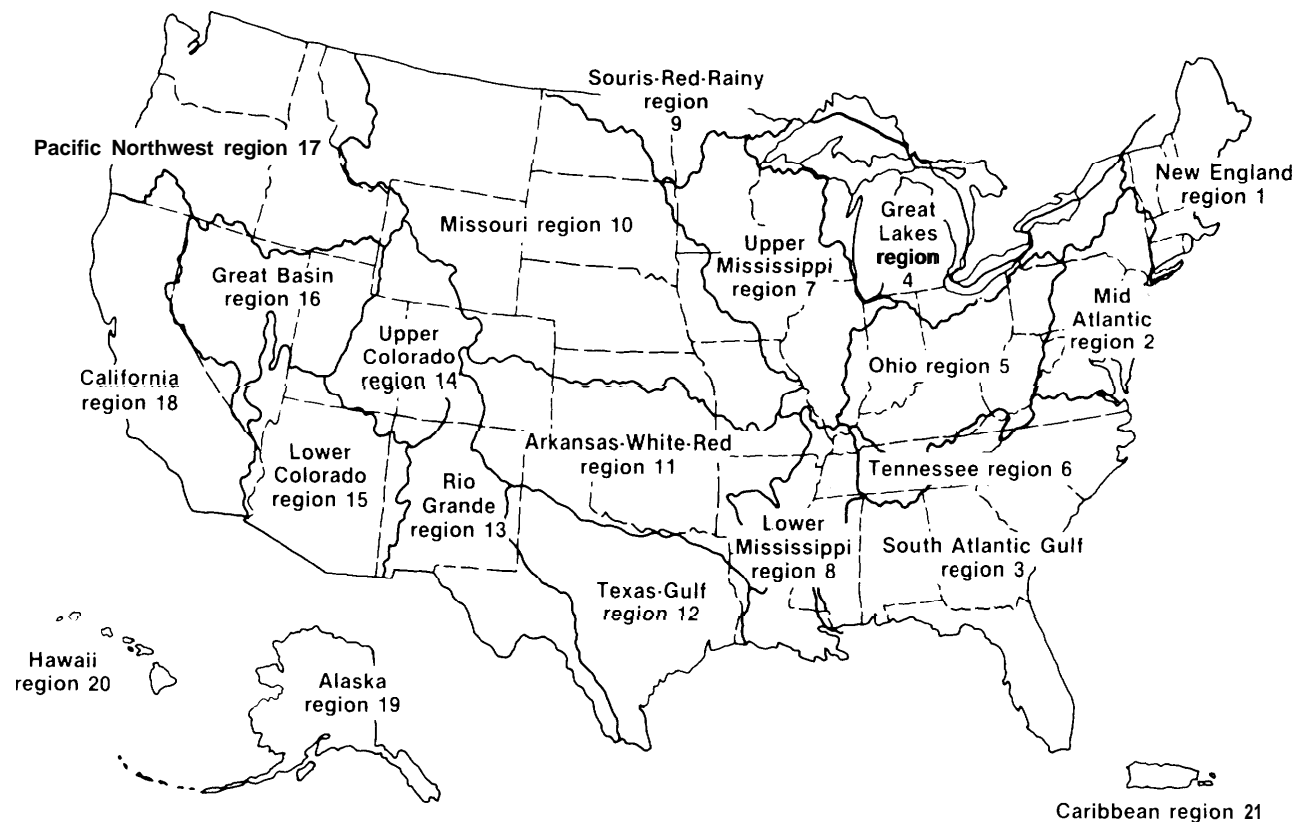 Souris-Red-Rainy
region
9
Pacific Northwest region 17
New England
region 1
Missouri region 10
Great
Lakes
region
4
Upper
Mississippi
region 7
Great Basin
region 16
Mid
Atlantic
region 2
Upper
Colorado
region 14
Ohio region 5
California
region 18
Arkansas-White-Red
region 11
Lower
Colorado
region 15
Tennessee region 6
Rio
Grande
region 13
Lower
Mississippi
region 8
South Atlantic Gulf
region 3
Texas-Gulf
region 12
Hawaii
region 20
Alaska
region 19
Caribbean region 21